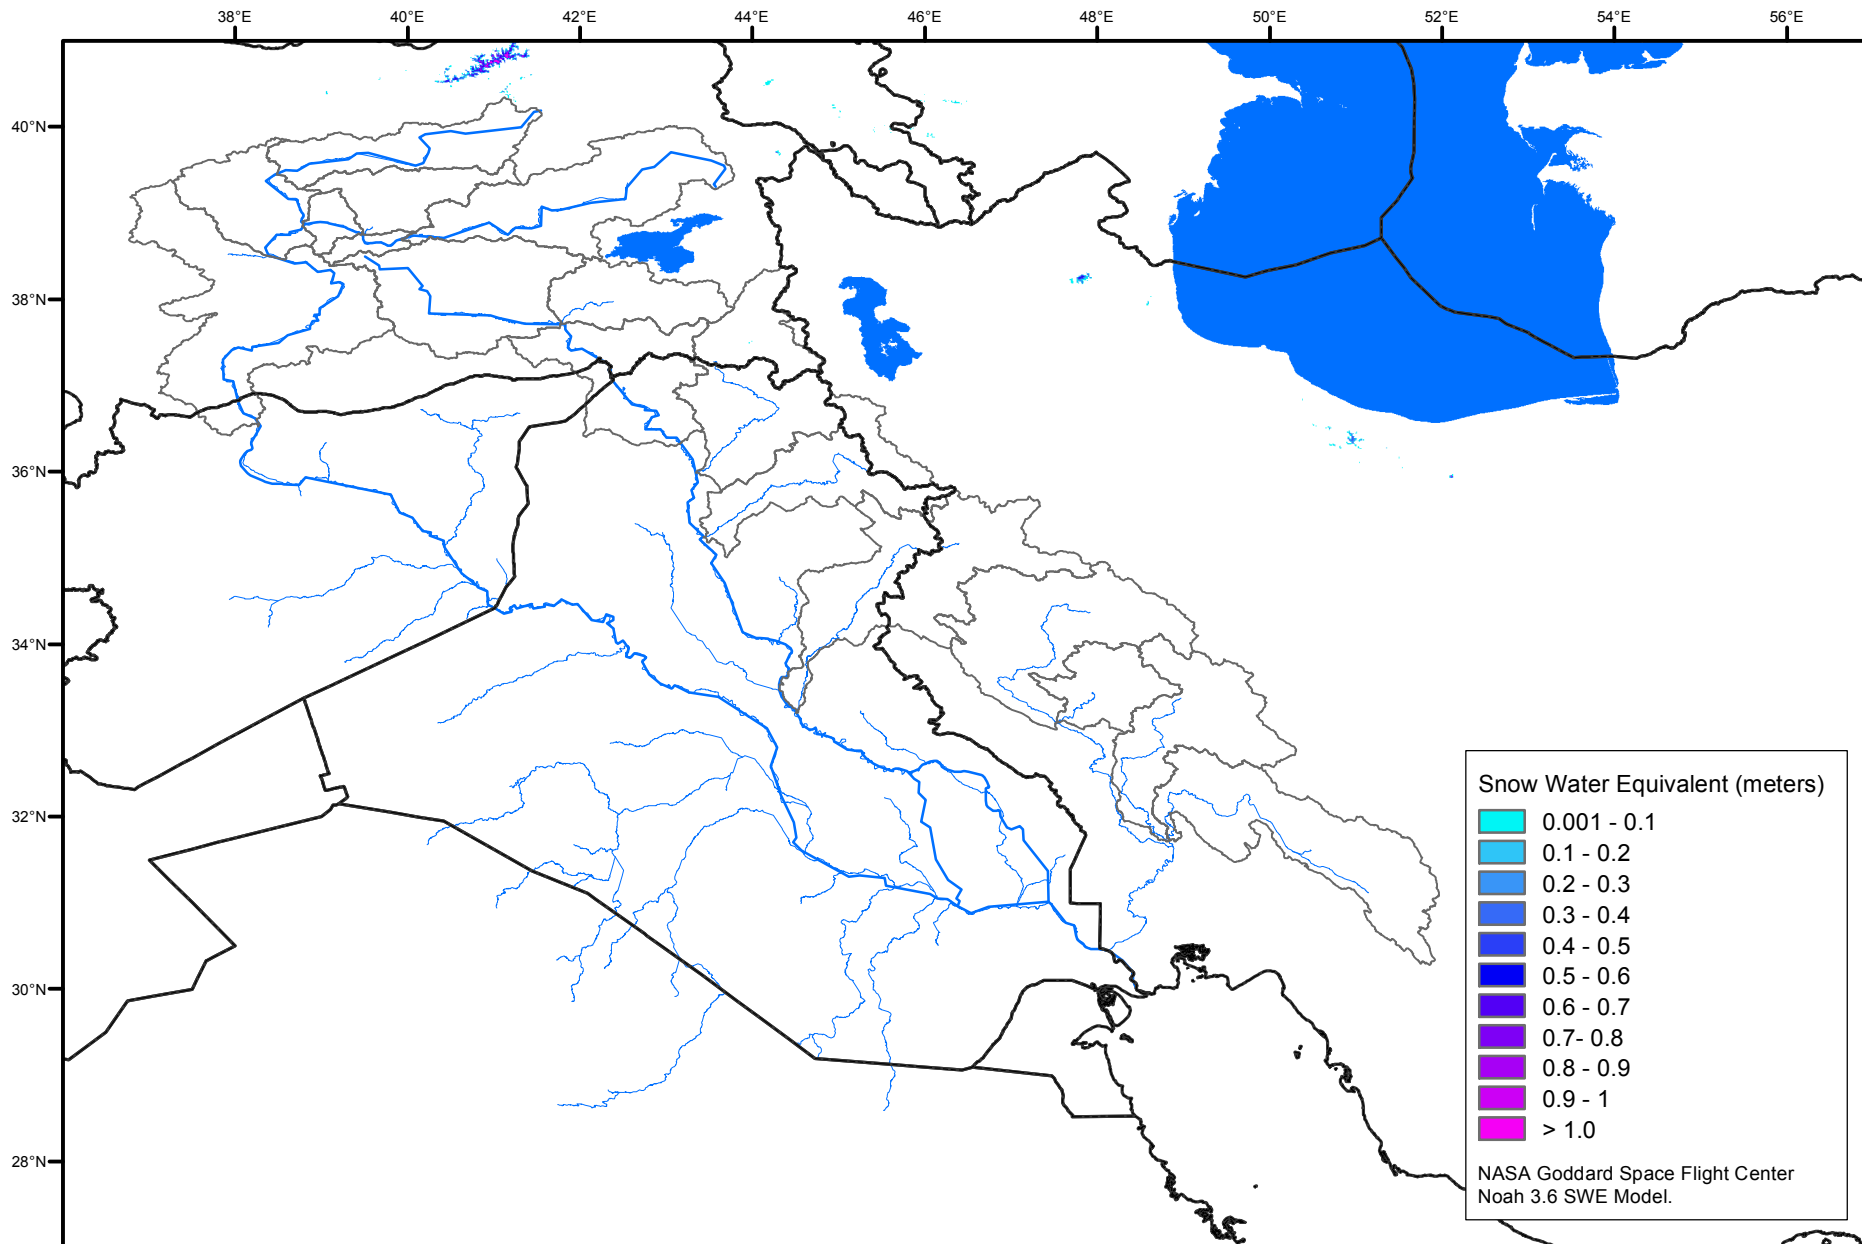 38°E 40°E 42°E 44°E 46°E 48°E 50°E 52°E 54°E 56°E
40°N
38°N
36°N
34°N
32°N
30°N
28°N
Snow Water Equivalent (meters)
0.001 - 0.1
0.1 - 0.2
0.2 - 0.3
0.3 - 0.4
0.4 - 0.5
0.5 - 0.6
0.6 - 0.7
0.7- 0.8
0.8 - 0.9
0.9 - 1
> 1.0
NASA Goddard Space Flight Center
Noah 3.6 SWE Model.